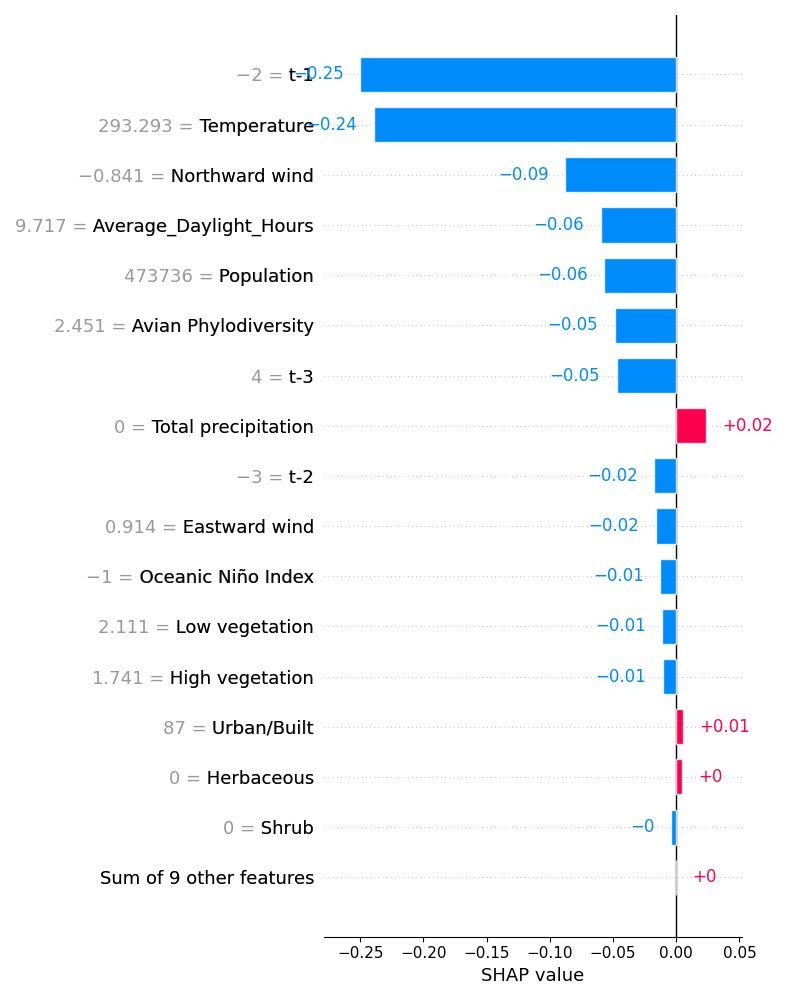 −2 = t-1 −0.25
293.293 = Temperature −0.24
−0.841 = Northward wind −0.09
9.717 = Average_Daylight_Hours −0.06
473736 = Population −0.06
2.451 = Avian Phylodiversity −0.05
4 = t-3 −0.05
0 = Total precipitation +0.02
−3 = t-2 −0.02
0.914 = Eastward wind −0.02
−1 = Oceanic Niño Index −0.01
2.111 = Low vegetation −0.01
1.741 = High vegetation −0.01
87 = Urban/Built +0.01
0 = Herbaceous +0
0 = Shrub −0
Sum of 9 other features +0
−0.25 −0.20 −0.15 −0.10 −0.05 0.00 0.05
SHAP value